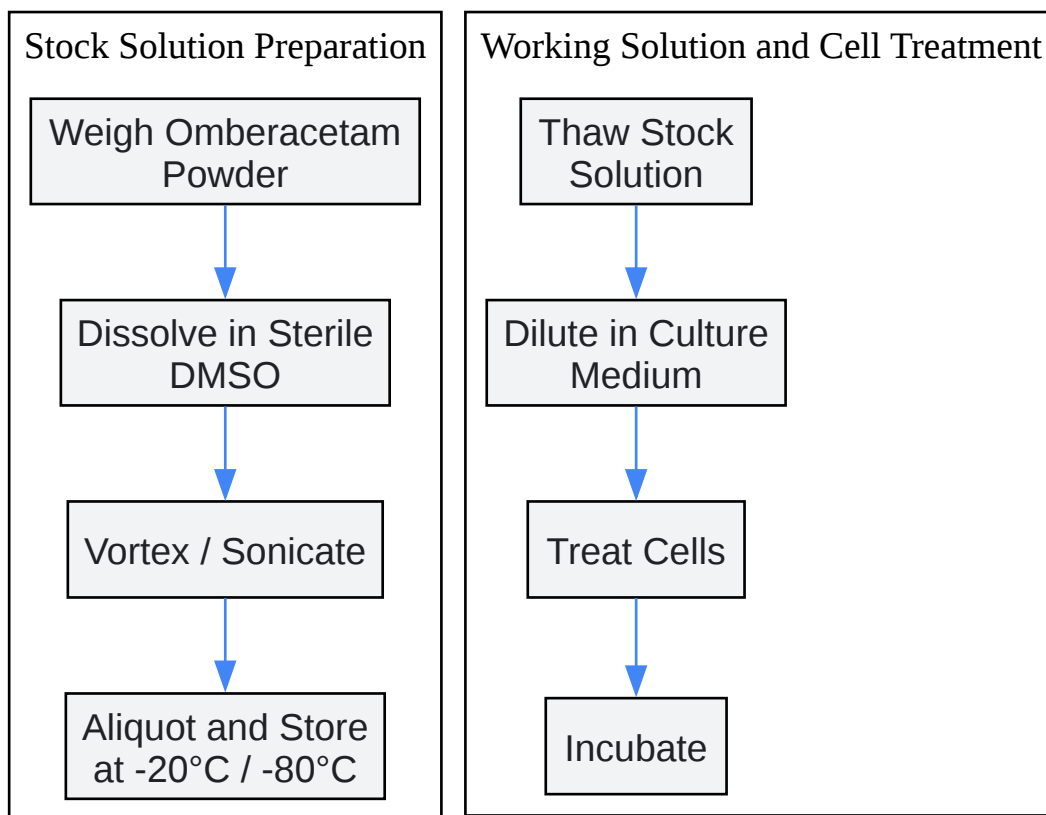 Stock Solution Preparation
Weigh Omberacetam
Powder
Dissolve in Sterile
DMSO
Vortex / Sonicate
Aliquot and Store
at -20°C / -80°C
Working Solution and Cell Treatment
Thaw Stock
Solution
Dilute in Culture
Medium
Treat Cells
Incubate